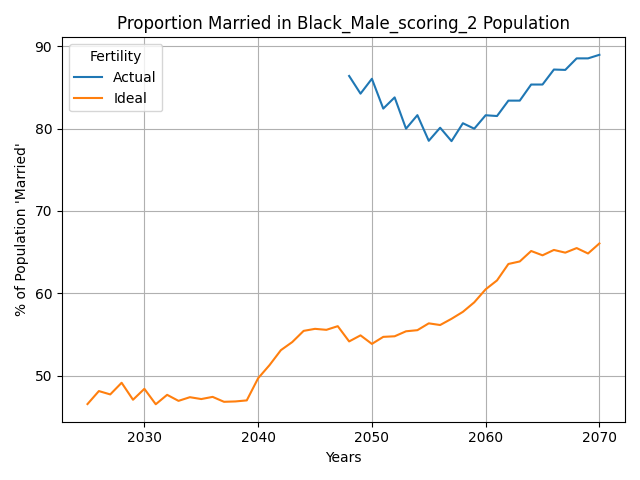 Proportion Married in Black_Male_scoring_2 Population
Fertility
Actual
Ideal
% of Population 'Married'
90
80
70
60
50
2030 2040 2050 2060 2070
Years